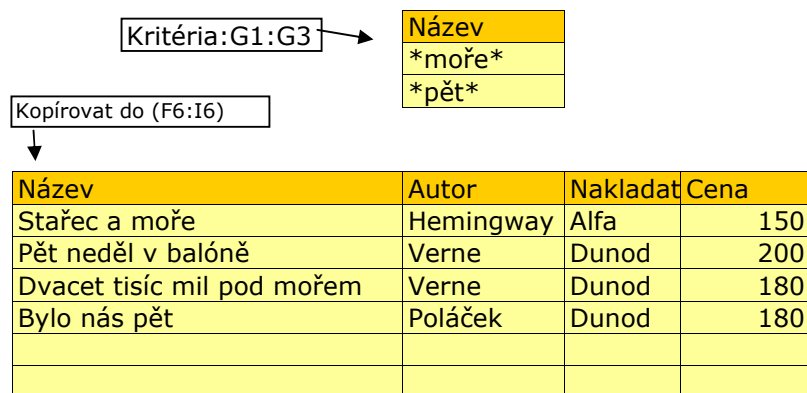 Kritéria:G1:G3
Název
*moře*
*pět*
Kopírovat do (F6:I6)
Název Autor Nakladat Cena
Stařec a moře Hemingway Alfa 150
Pět neděl v balóně Verne Dunod 200
Dvacet tisíc mil pod mořem Verne Dunod 180
Bylo nás pět Poláček Dunod 180